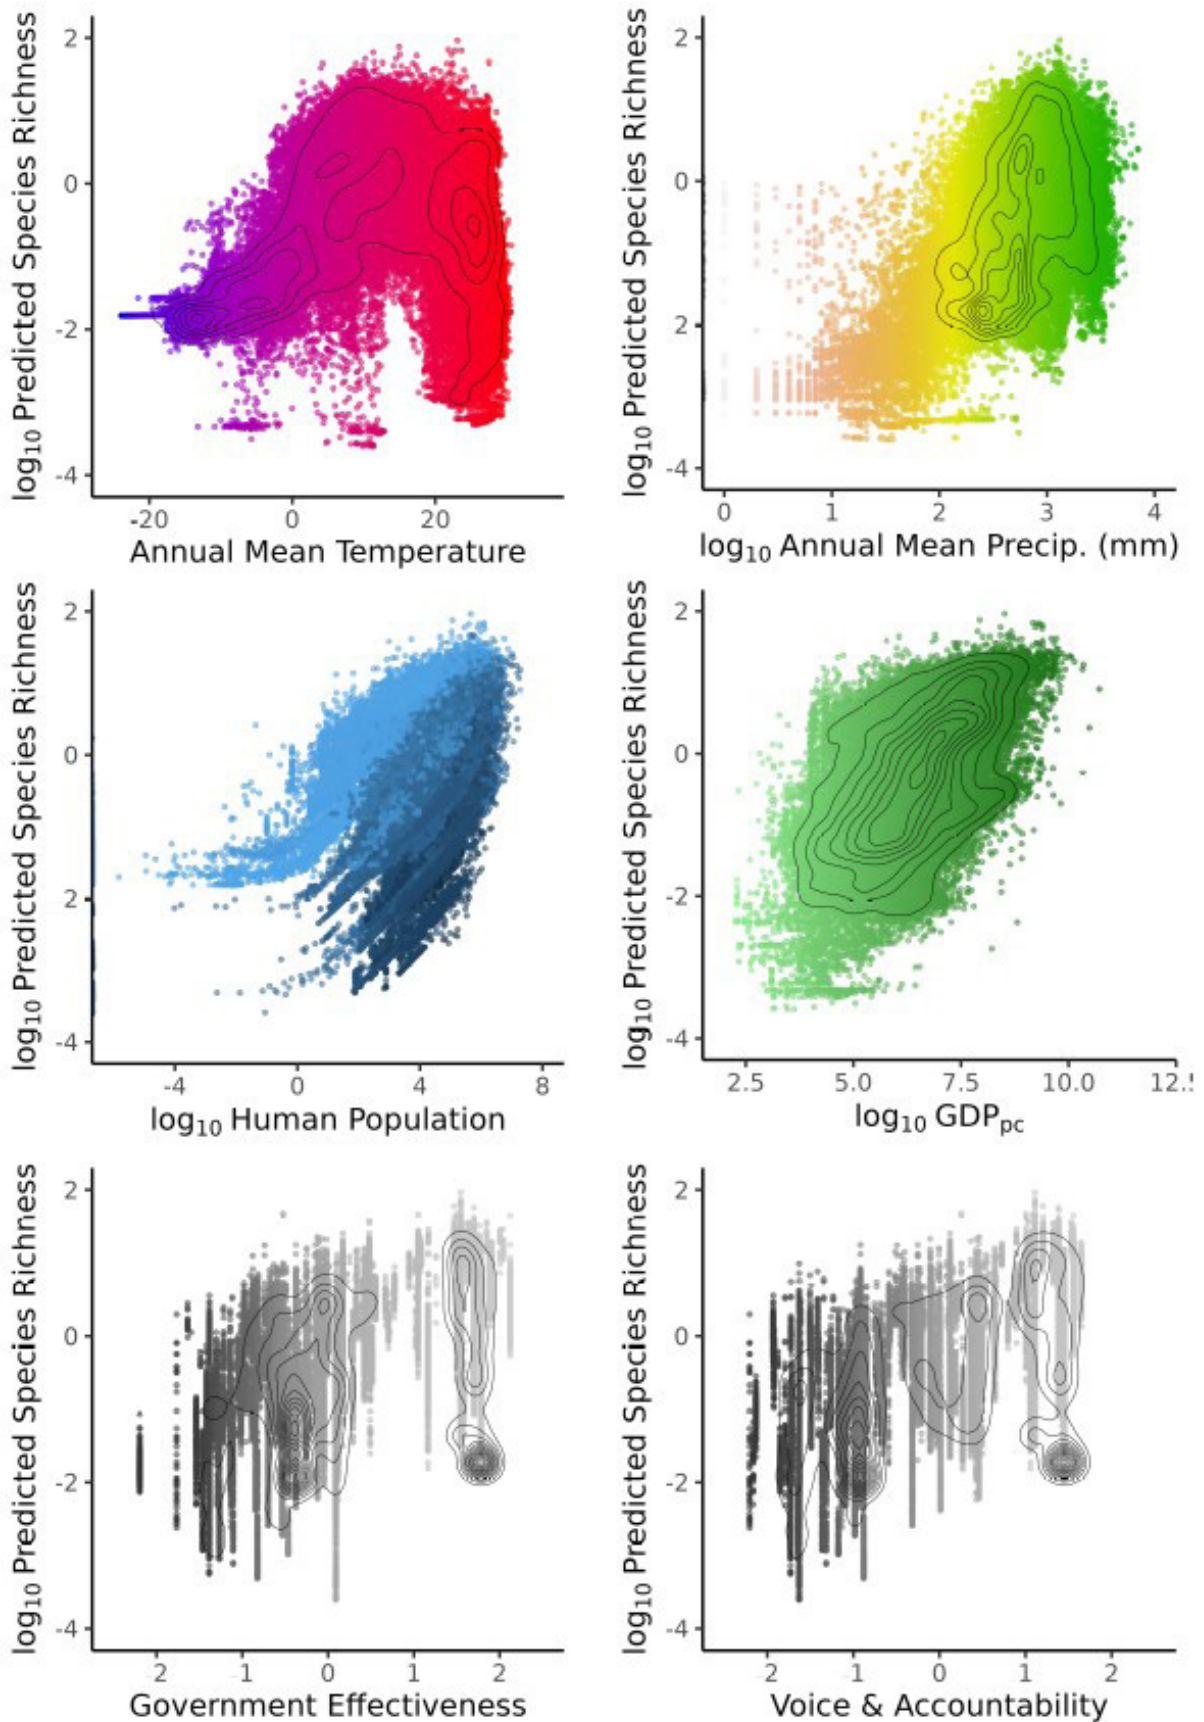 log₁₀ Predicted Species Richness
2
0
-2
-4
-20 0 20
Annual Mean Temperature
log₁₀ Predicted Species Richness
2
0
2
-4
0 1 2 3 4
log₁₀ Annual Mean Precip. (mm)
log₁₀ Predicted Species Richness
2
0
2
-4
-4 0 4 8
log₁₀ Human Population
log₁₀ Predicted Species Richness
2
0
-2
-4
2.5 5.0 7.5 10.0 12.
log₁₀ GDPpc
log₁₀ Predicted Species Richness
2
0
-2
-4
-2 -1 0 1 2
Government Effectiveness
log₁₀ Predicted Species Richness
2
0
-2
-4
2 1 0 1 2
Voice & Accountability